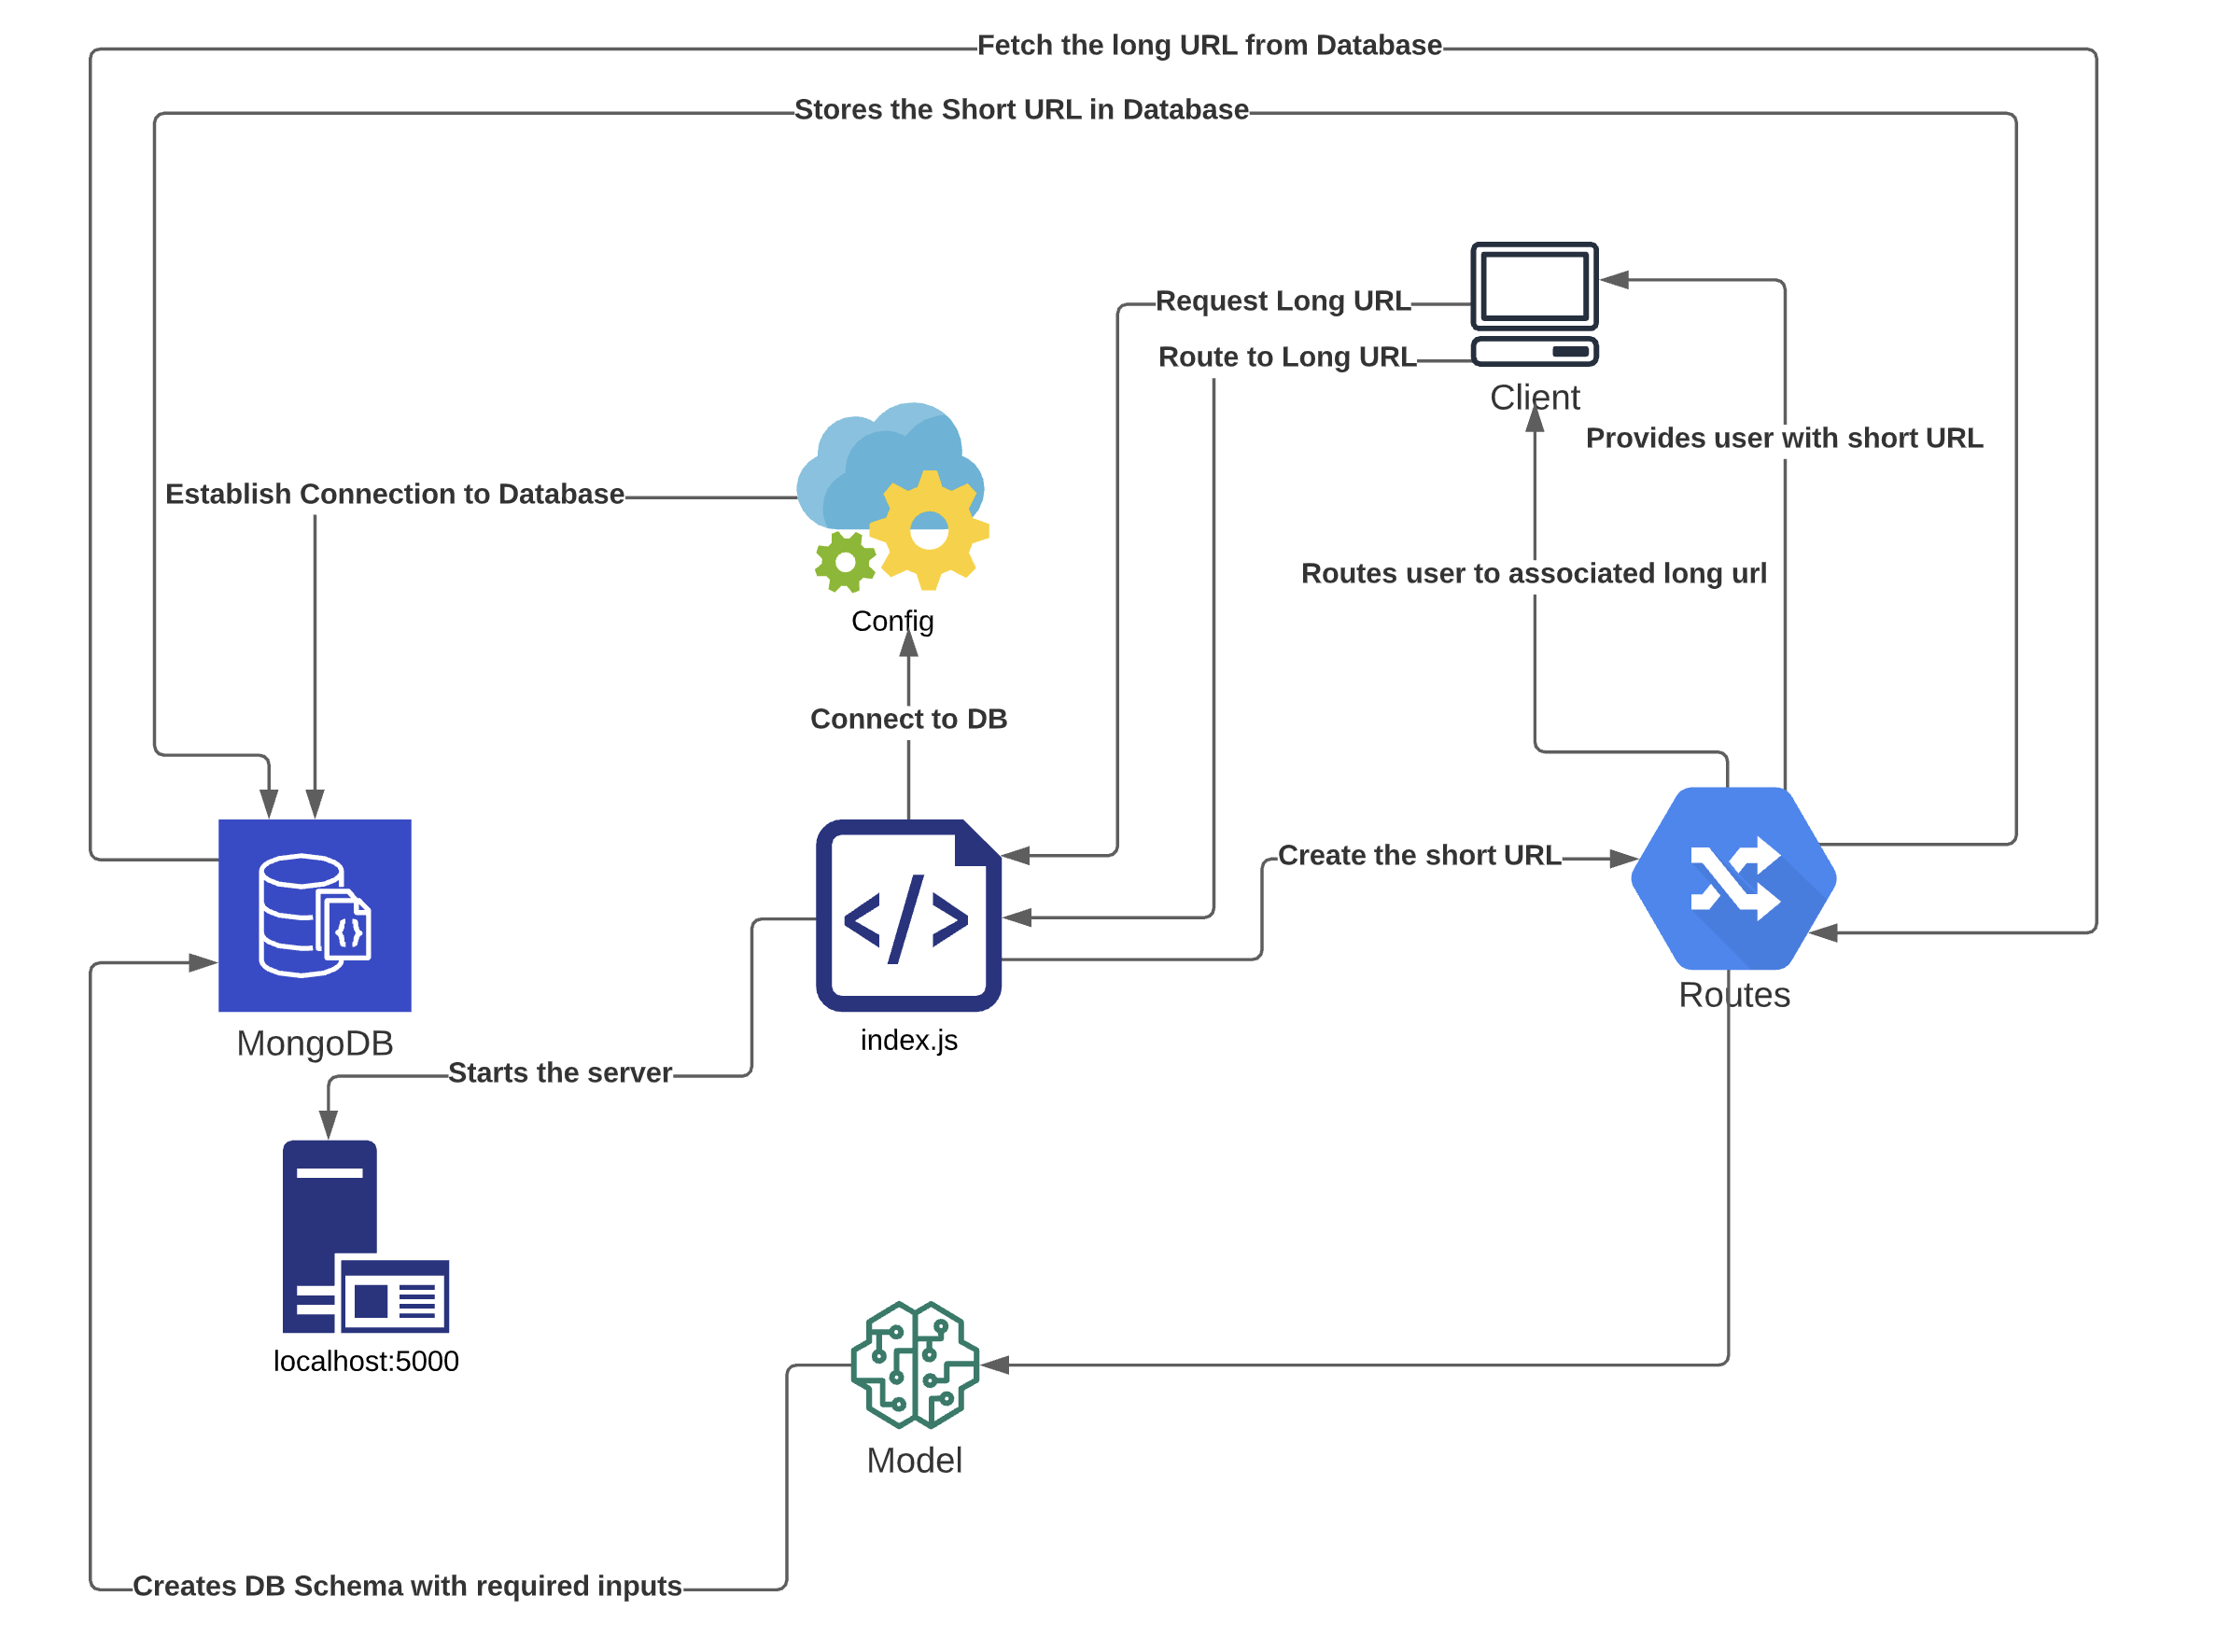 Fetch the long URL from Database
Stores the Short URL in Database
Request Long URL
Route to Long URL
Client
Provides user with short URL
Establish Connection to Database
Routes user to associated long url
Config
Connect to DB
Create the short URL
</>
{}
Routes
MongoDB
index.js
Starts the server
localhost:5000
Model
Creates DB Schema with required inputs